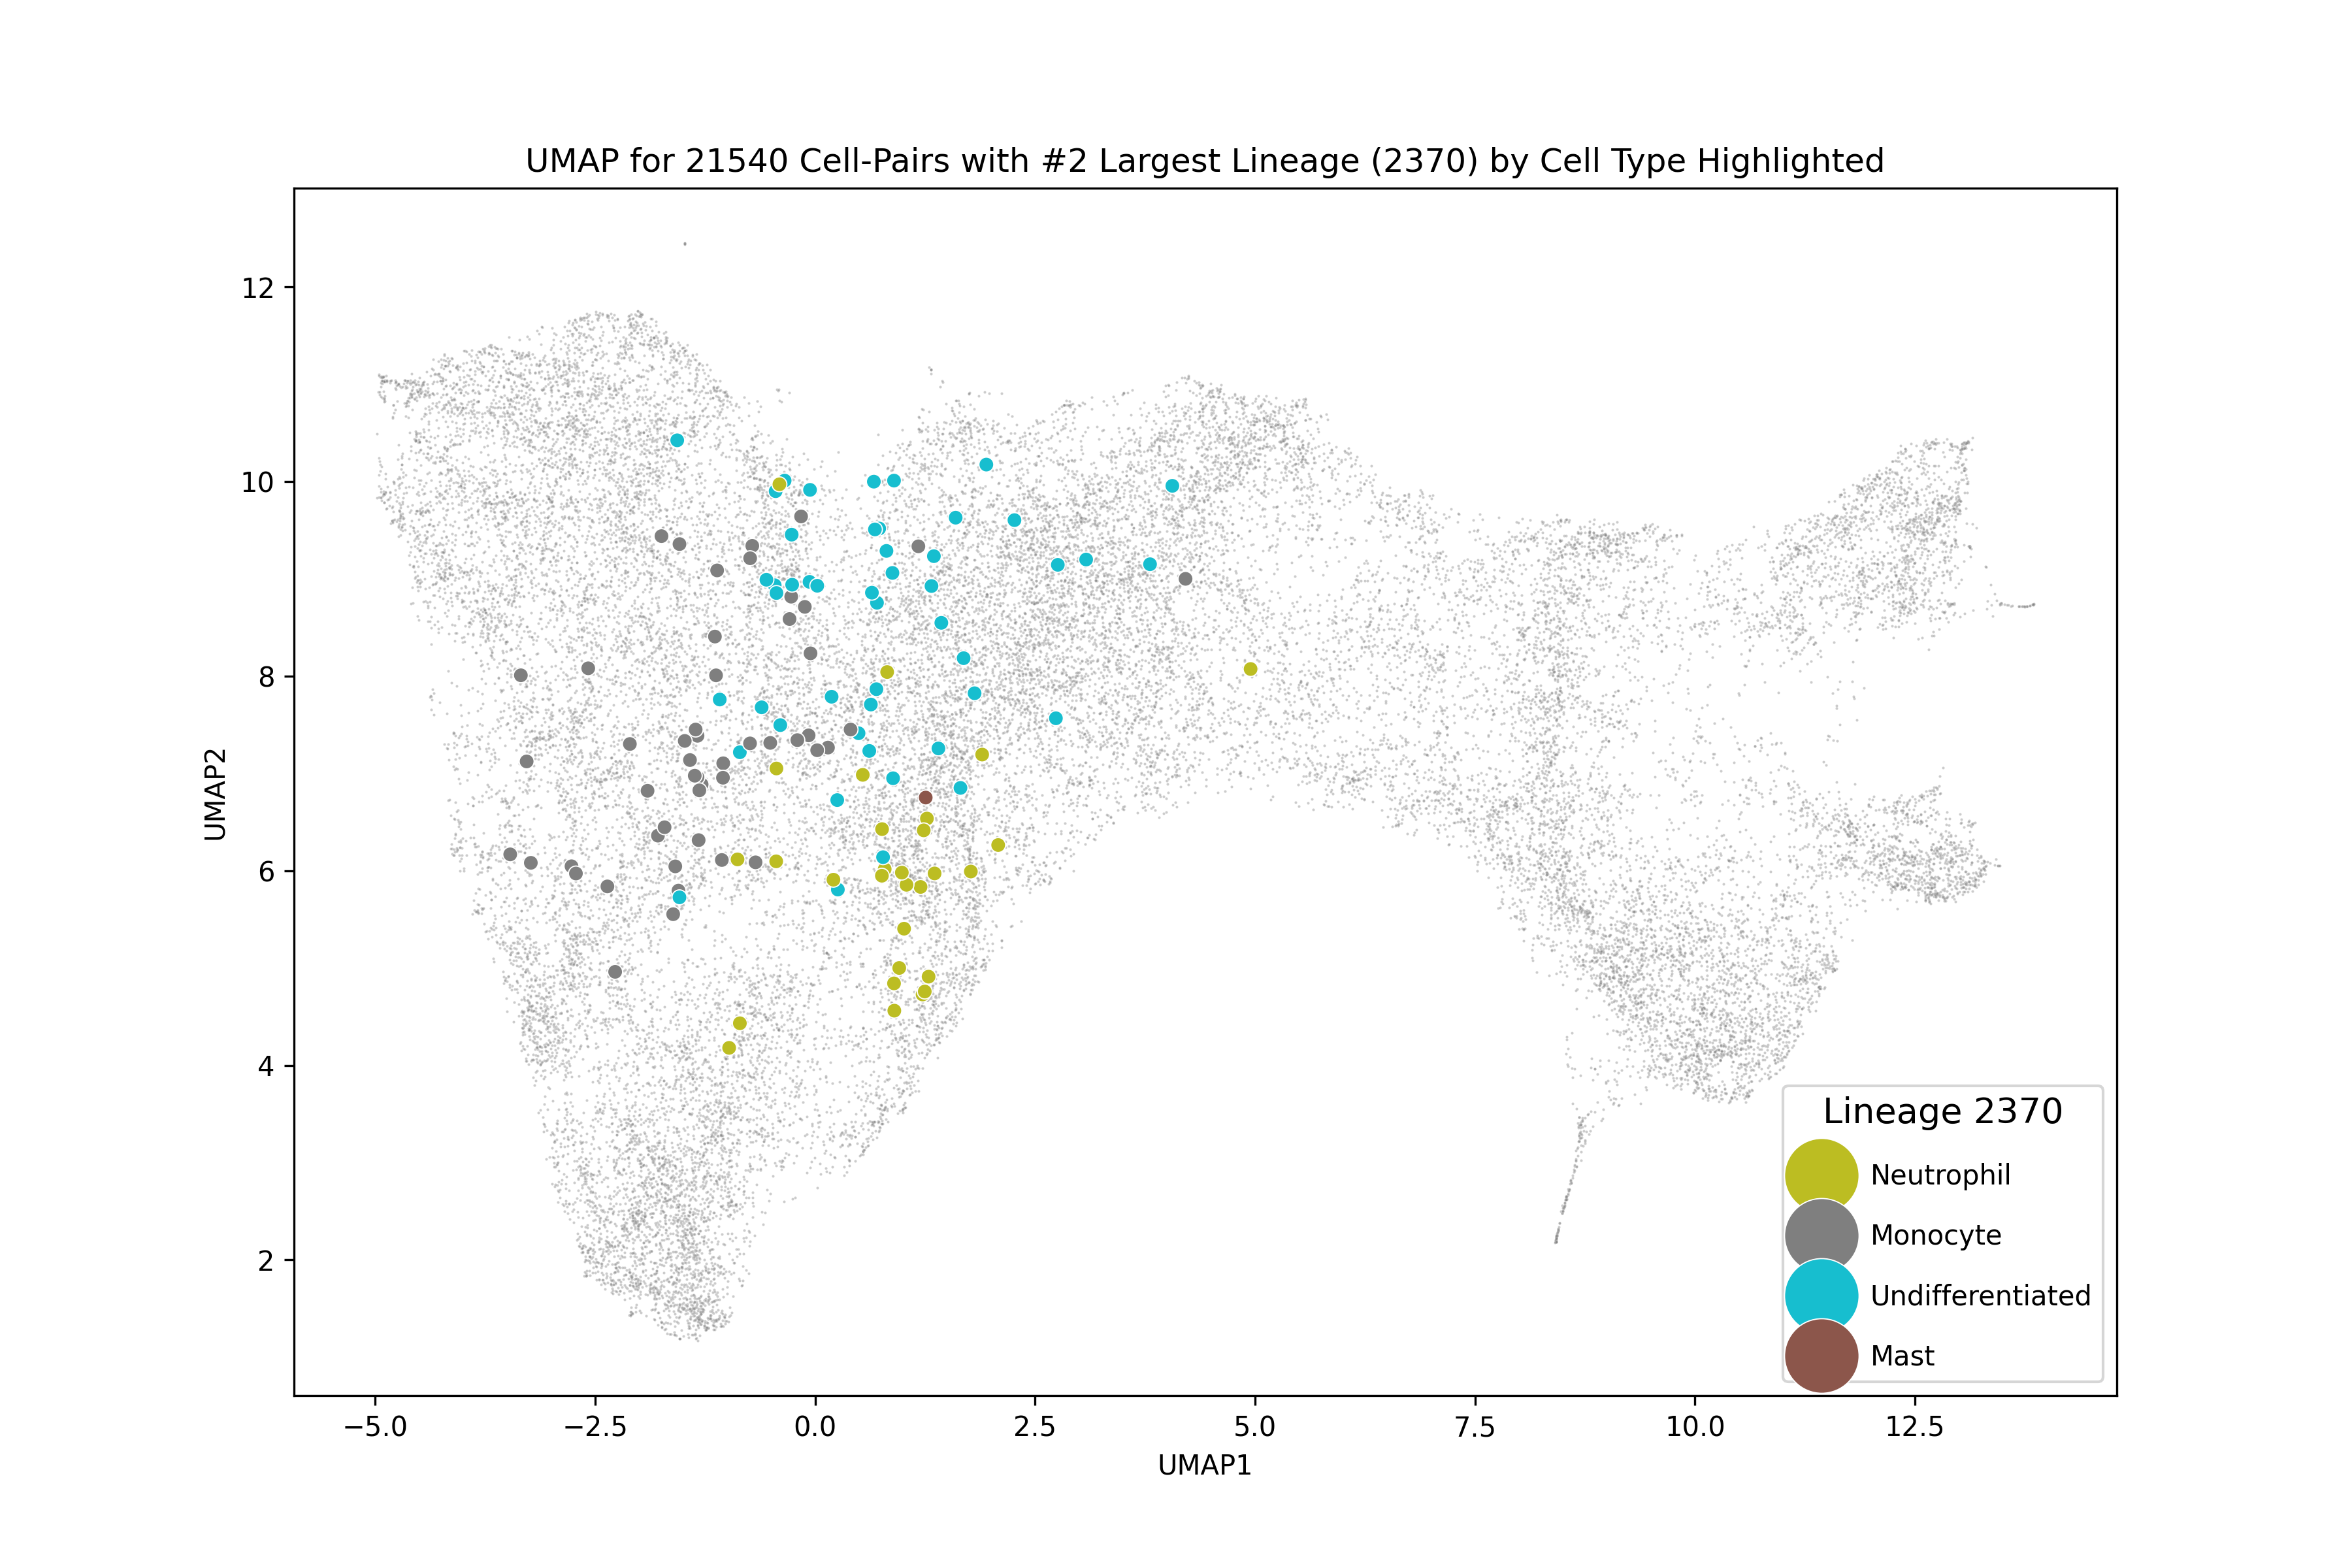 UMAP for 21540 Cell-Pairs with #2 Largest Lineage (2370) by Cell Type Highlighted
12
10
8
6
4
2
UMAP2
−5.0 −2.5 0.0 2.5 5.0 7.5 10.0 12.5
UMAP1
Lineage 2370
Neutrophil
Monocyte
Undifferentiated
Mast